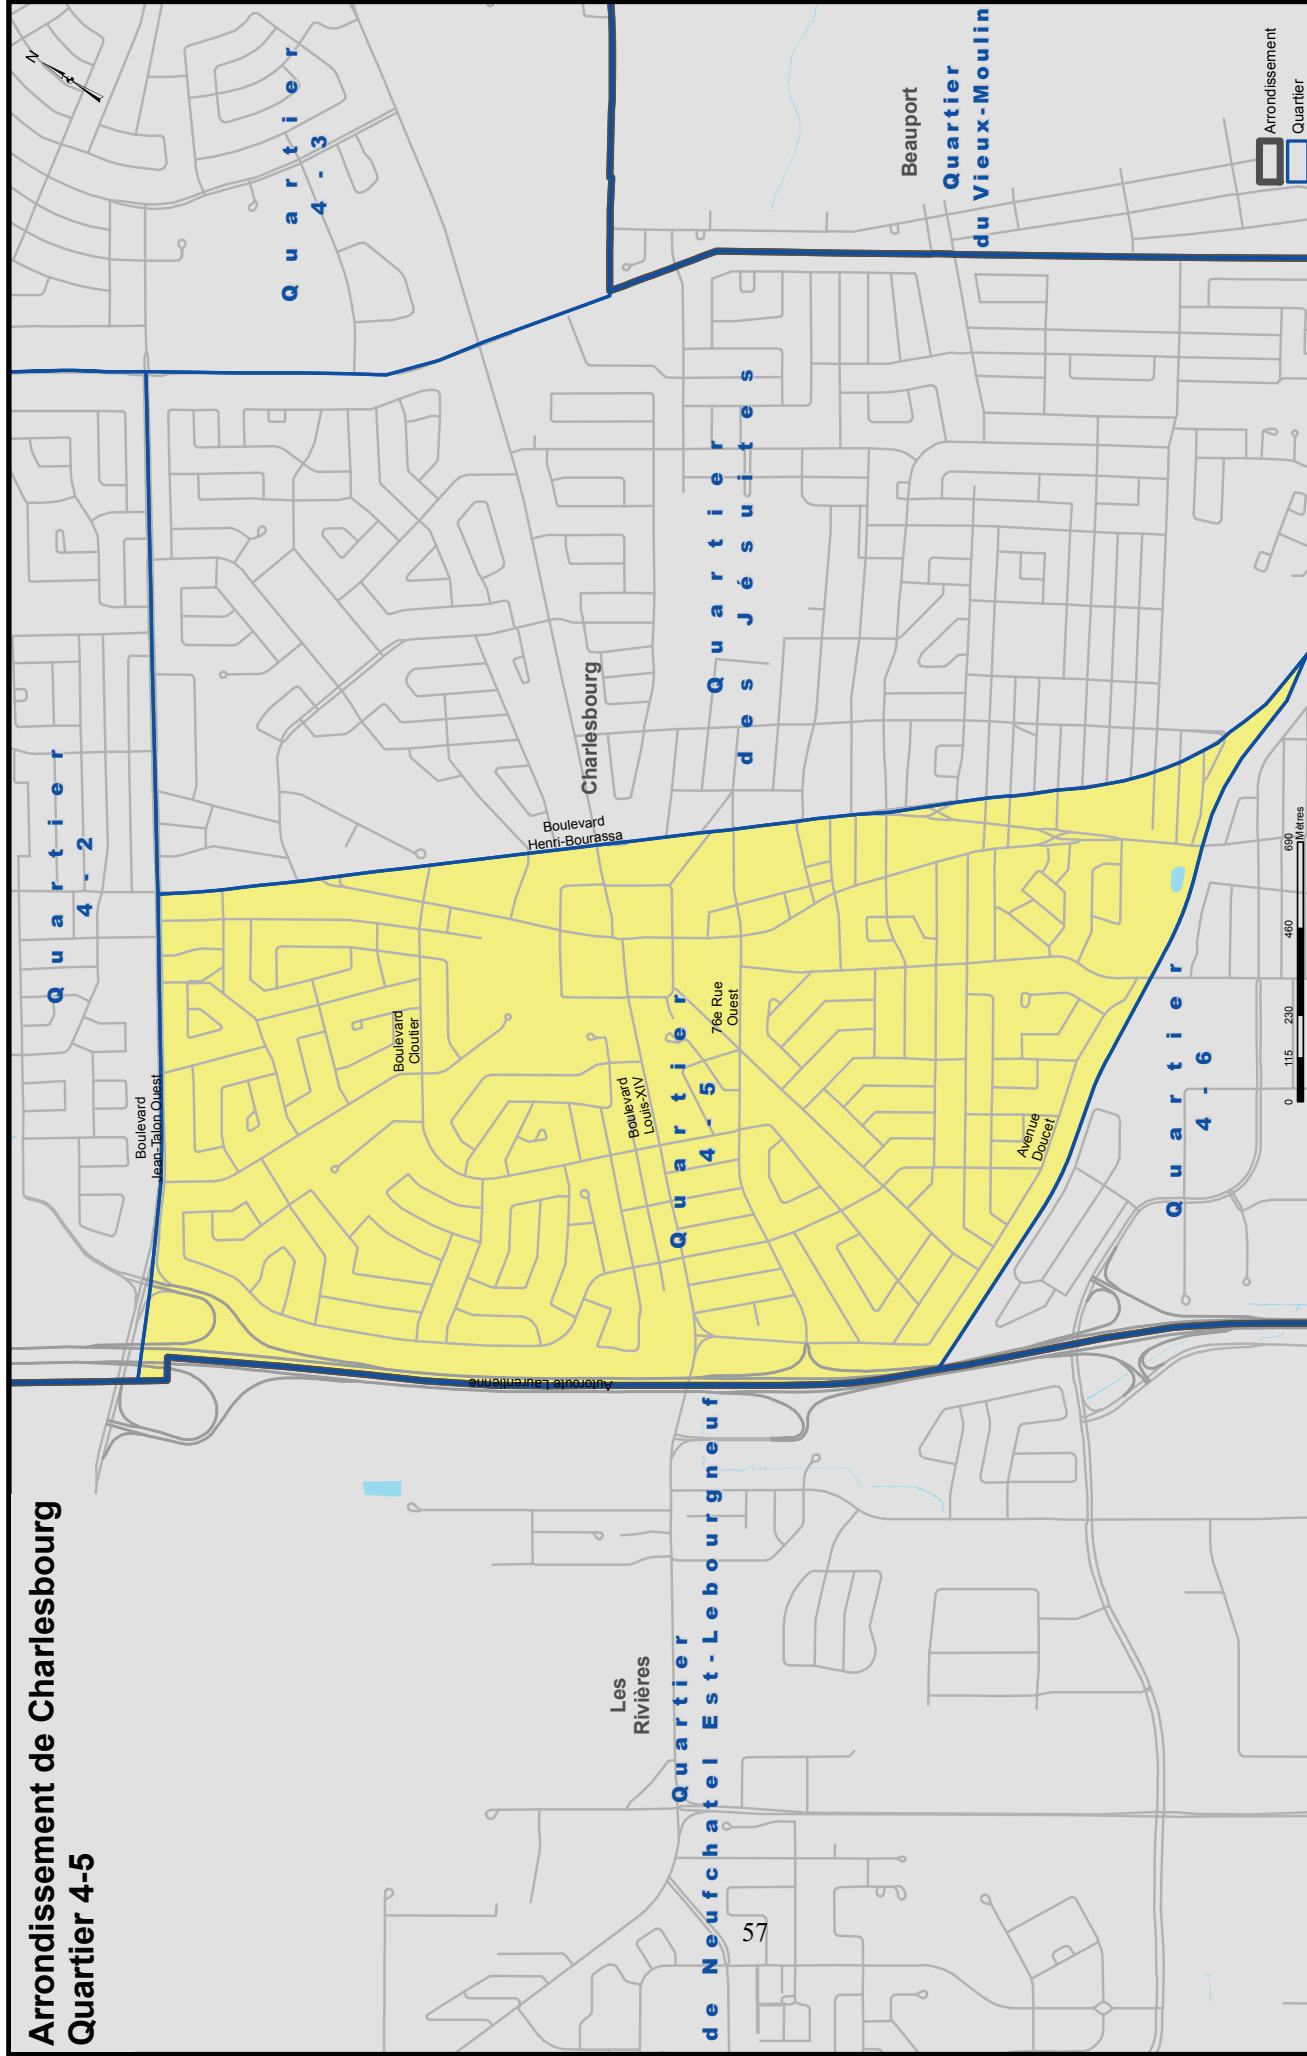 Arrondissement de Charlesbourg
Quartier 4-5
N
Quartier
4-2
Quartier
4-3
Boulevard
Jean-Talon Ouest
Boulevard
Cloutier
Autoroute Laurentienne
Boulevard
Henri-Bourassa
Charlesbourg
Boulevard
Louis-XIV
Les
Rivières
Quartier
de Neufchatel Est-Lebourgneuf
Quartier
4-5
76e Rue
Ouest
Quartier
des Jésuites
Beauport
Quartier
du Vieux-Moulin
Avenue
Doucet
Quartier
4-6
Arrondissement
Quartier
0 115 230 460 690
Mètres
57